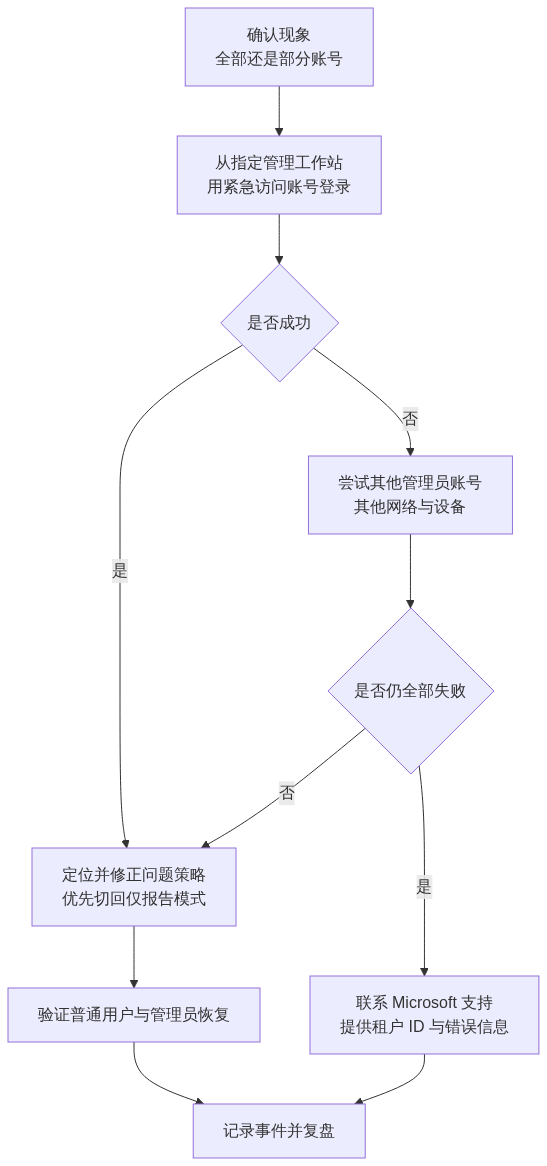 确认现象
全部还是部分账号
从指定管理工作站
用紧急访问账号登录
是否成功
否
尝试其他管理员账号
其他网络与设备
是
是否仍全部失败
否
定位并修正问题策略
优先切回仅报告模式
是
验证普通用户与管理员恢复
联系 Microsoft 支持
提供租户 ID 与错误信息
记录事件并复盘